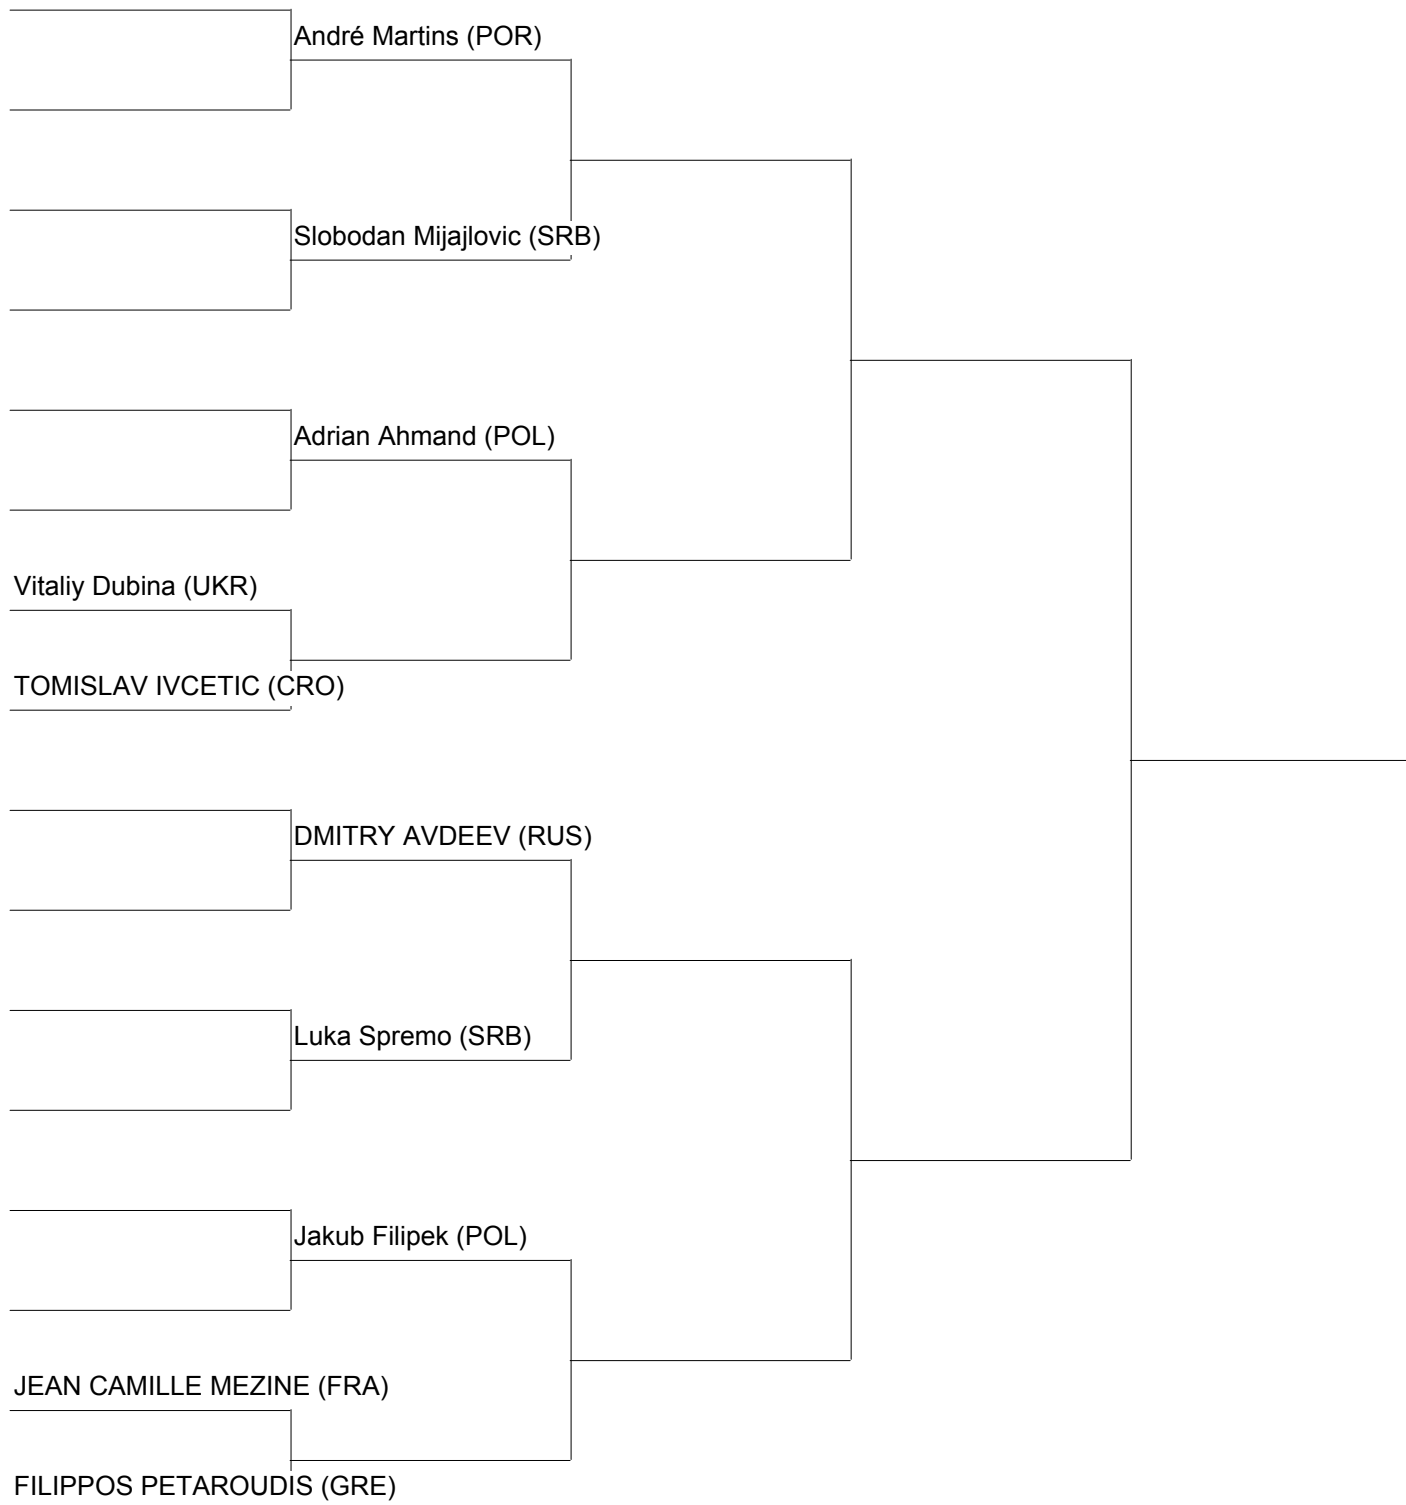 André Martins (POR)
Slobodan Mijajlovic (SRB)
Adrian Ahmand (POL)
Vitaliy Dubina (UKR)
TOMISLAV IVCETIC (CRO)
DMITRY AVDEEV (RUS)
Luka Spremo (SRB)
Jakub Filipek (POL)
JEAN CAMILLE MEZINE (FRA)
FILIPPOS PETAROUDIS (GRE)